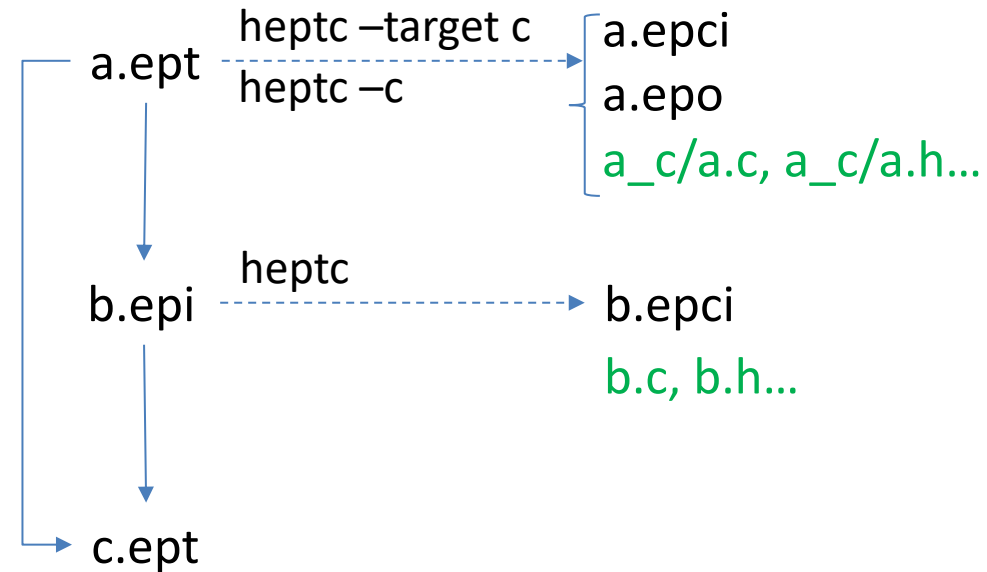 a.ept
heptc –target c
heptc –c
a.epci
a.epo
a_c/a.c, a_c/a.h...
b.epi
heptc
b.epci
b.c, b.h...
c.ept